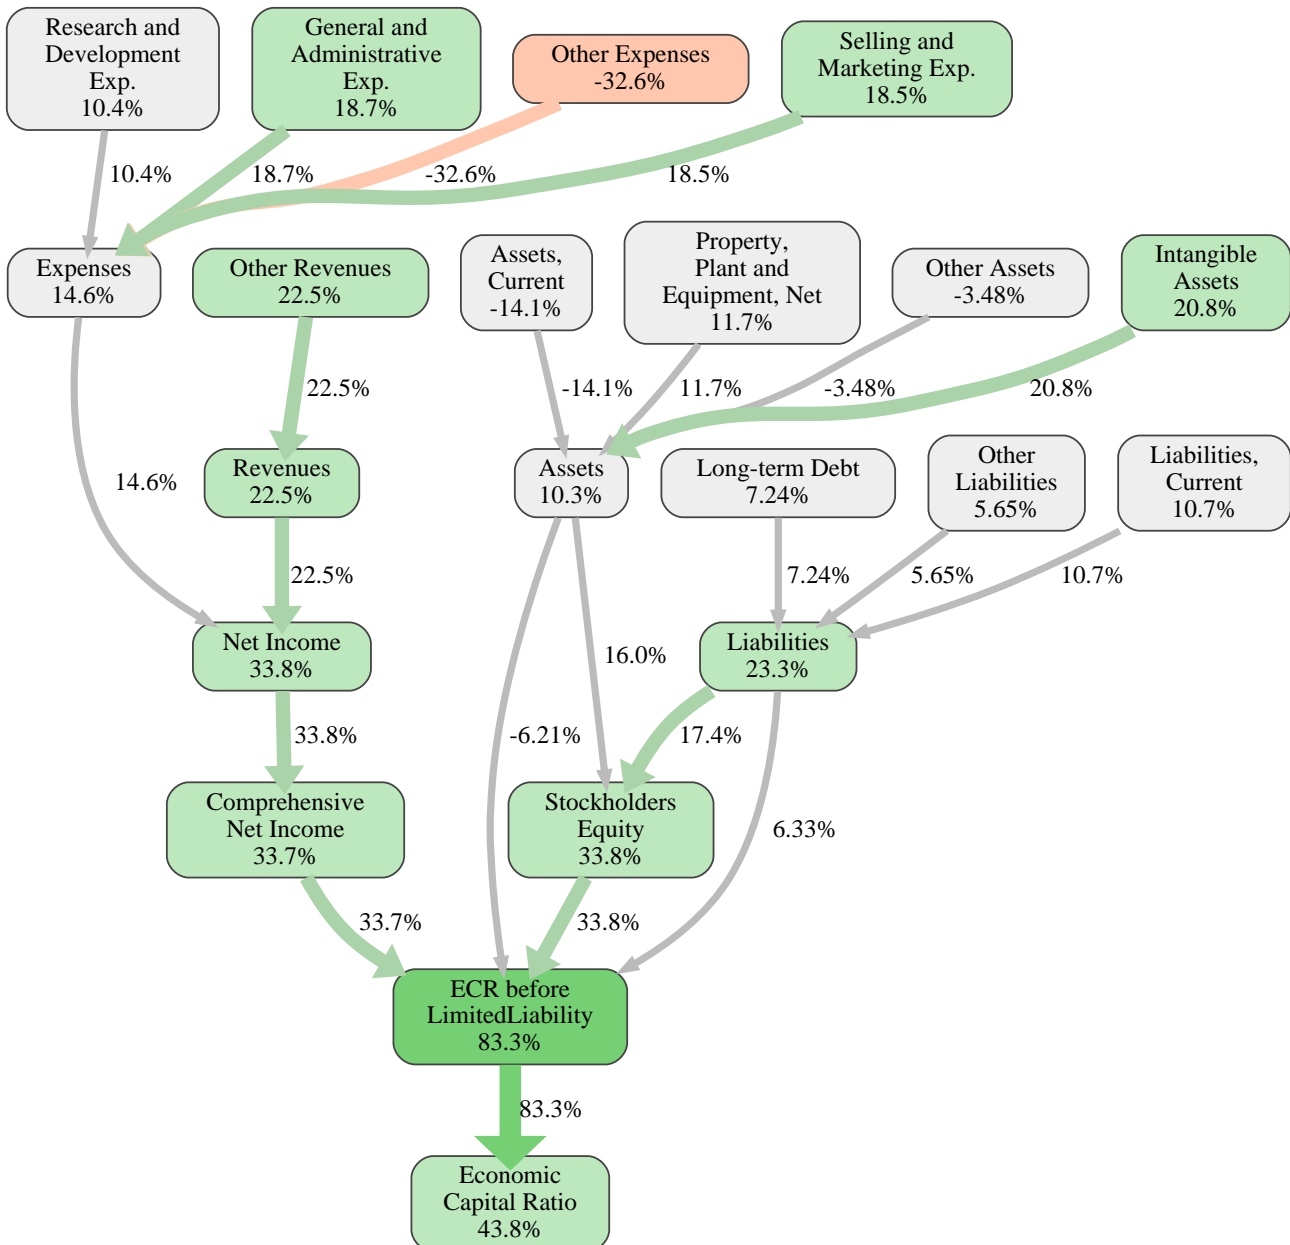 Research and
Development
Exp.
10.4%
General and
Administrative
Exp.
18.7%
Other Expenses
-32.6%
Selling and
Marketing Exp.
18.5%
10.4%
18.7%
-32.6%
18.5%
Expenses
14.6%
Other Revenues
22.5%
Assets,
Current
-14.1%
Property,
Plant and
Equipment, Net
11.7%
Other Assets
-3.48%
Intangible
Assets
20.8%
22.5%
-14.1%
11.7%
-3.48%
20.8%
14.6%
Revenues
22.5%
Assets
10.3%
Long-term Debt
7.24%
Other
Liabilities
5.65%
Liabilities,
Current
10.7%
22.5%
7.24%
5.65%
10.7%
Net Income
33.8%
16.0%
Liabilities
23.3%
33.8%
-6.21%
17.4%
Comprehensive
Net Income
33.7%
Stockholders
Equity
33.8%
6.33%
33.7%
33.8%
ECR before
LimitedLiability
83.3%
83.3%
Economic
Capital Ratio
43.8%